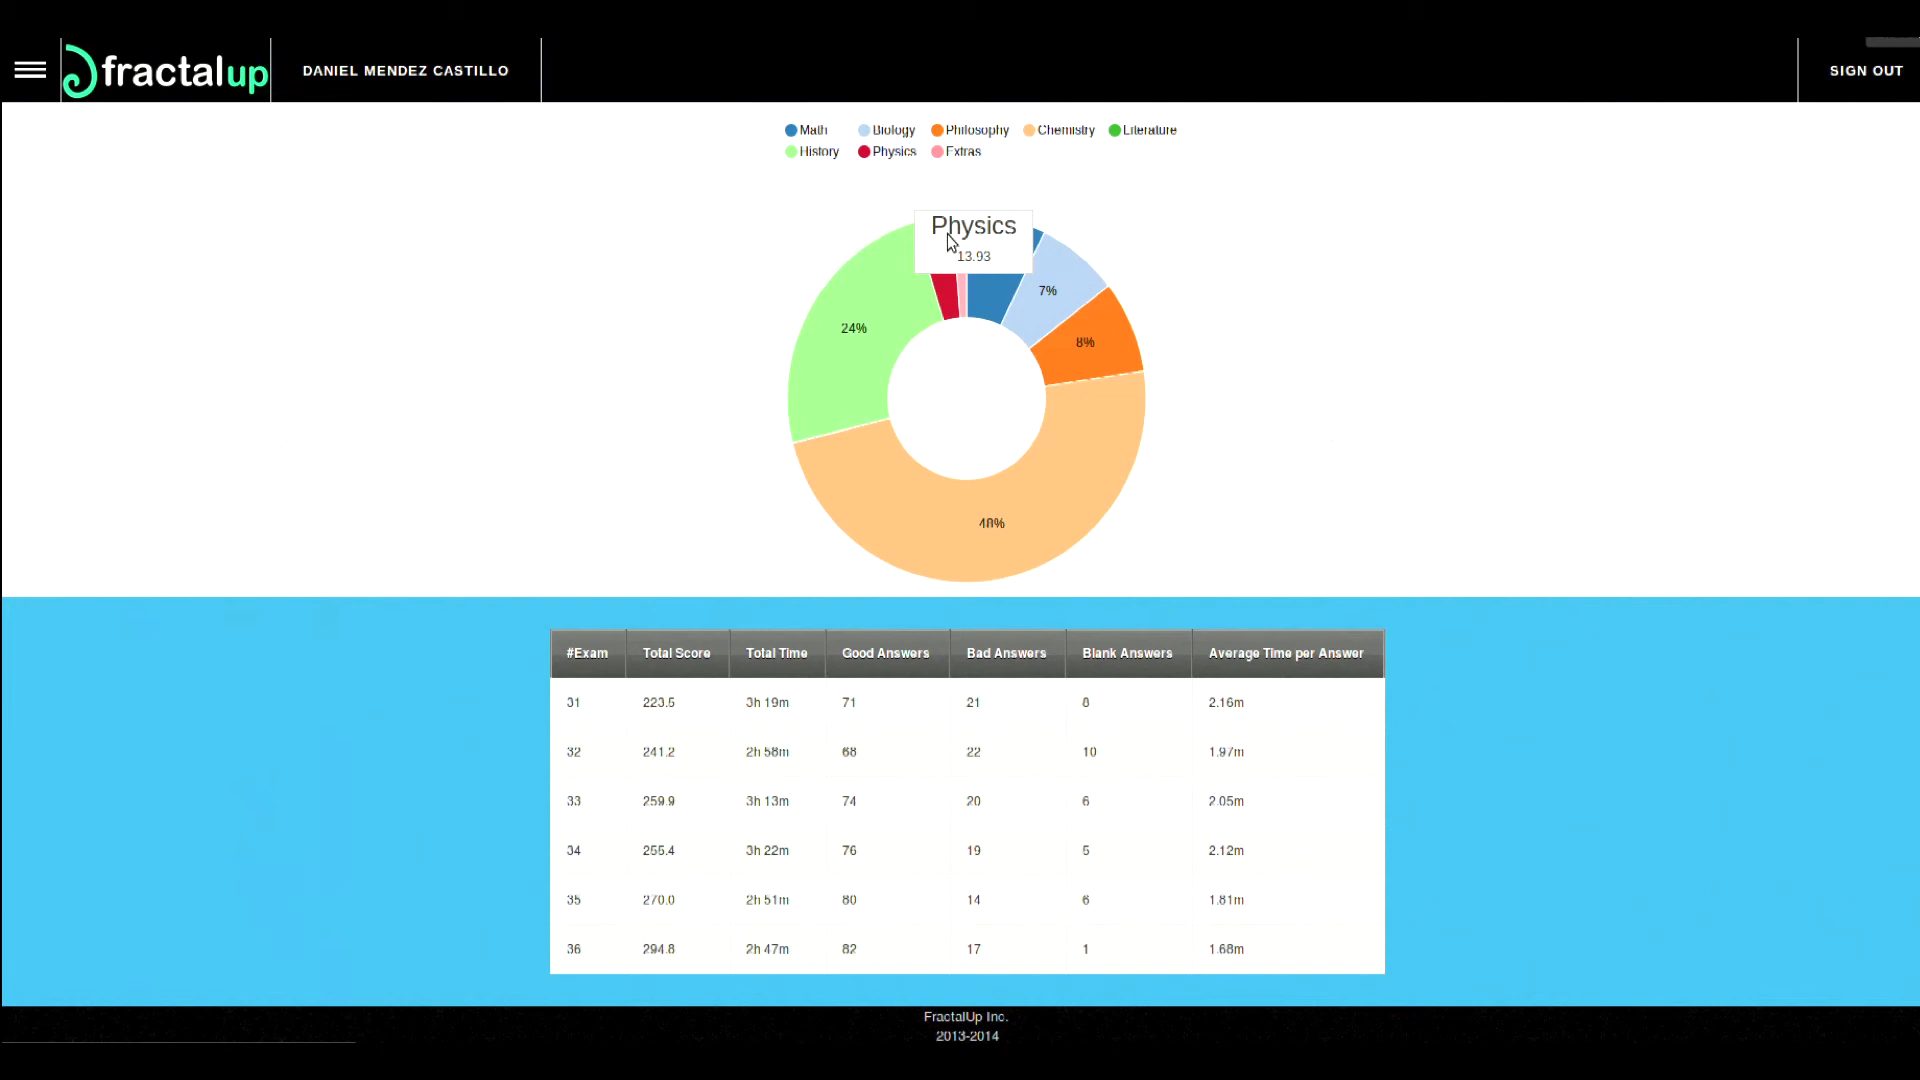 fractalup DANIEL MENDEZ CASTILLO SIGN OUT
Math Biology Philosophy Chemistry Literature
History Physics Extras
Physics
13.93
7%
24%
8%
48%
#Exam Total Score Total Time Good Answers Bad Answers Blank Answers Average Time per Answer
31 223.5 3h 19m 71 21 8 2.16m
32 241.2 2h 58m 68 22 10 1.97m
33 259.9 3h 13m 74 20 6 2.05m
34 255.4 3h 22m 76 19 5 2.12m
35 270.0 2h 51m 80 14 6 1.81m
36 294.8 2h 47m 82 17 1 1.68m
FractalUp Inc.
2013-2014